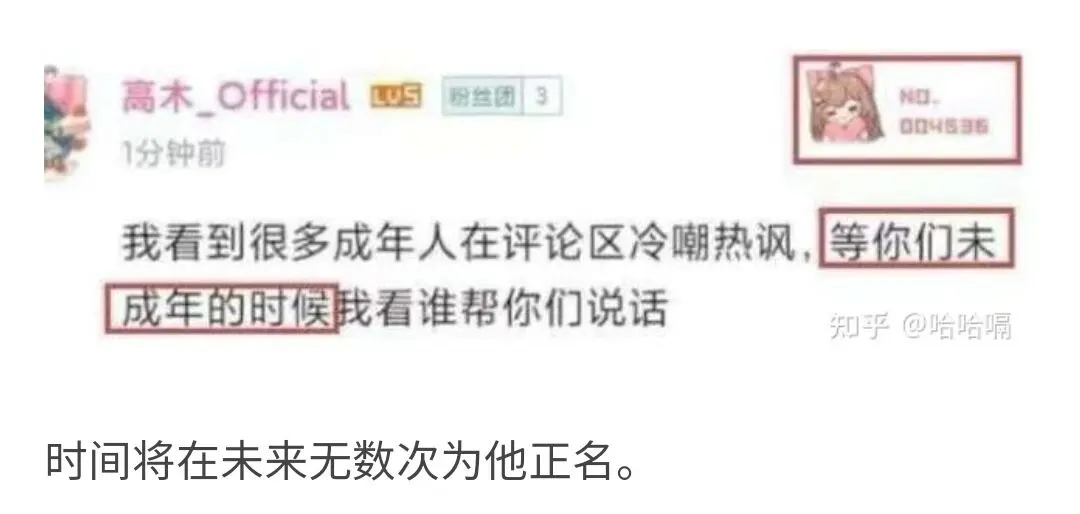 高木_Official LV5 粉丝团 3
NO.
004536
1分钟前
我看到很多成年人在评论区冷嘲热讽,等你们未
成年的时候我看谁帮你们说话
知乎 @哈哈嗝
时间将在未来无数次为他正名。